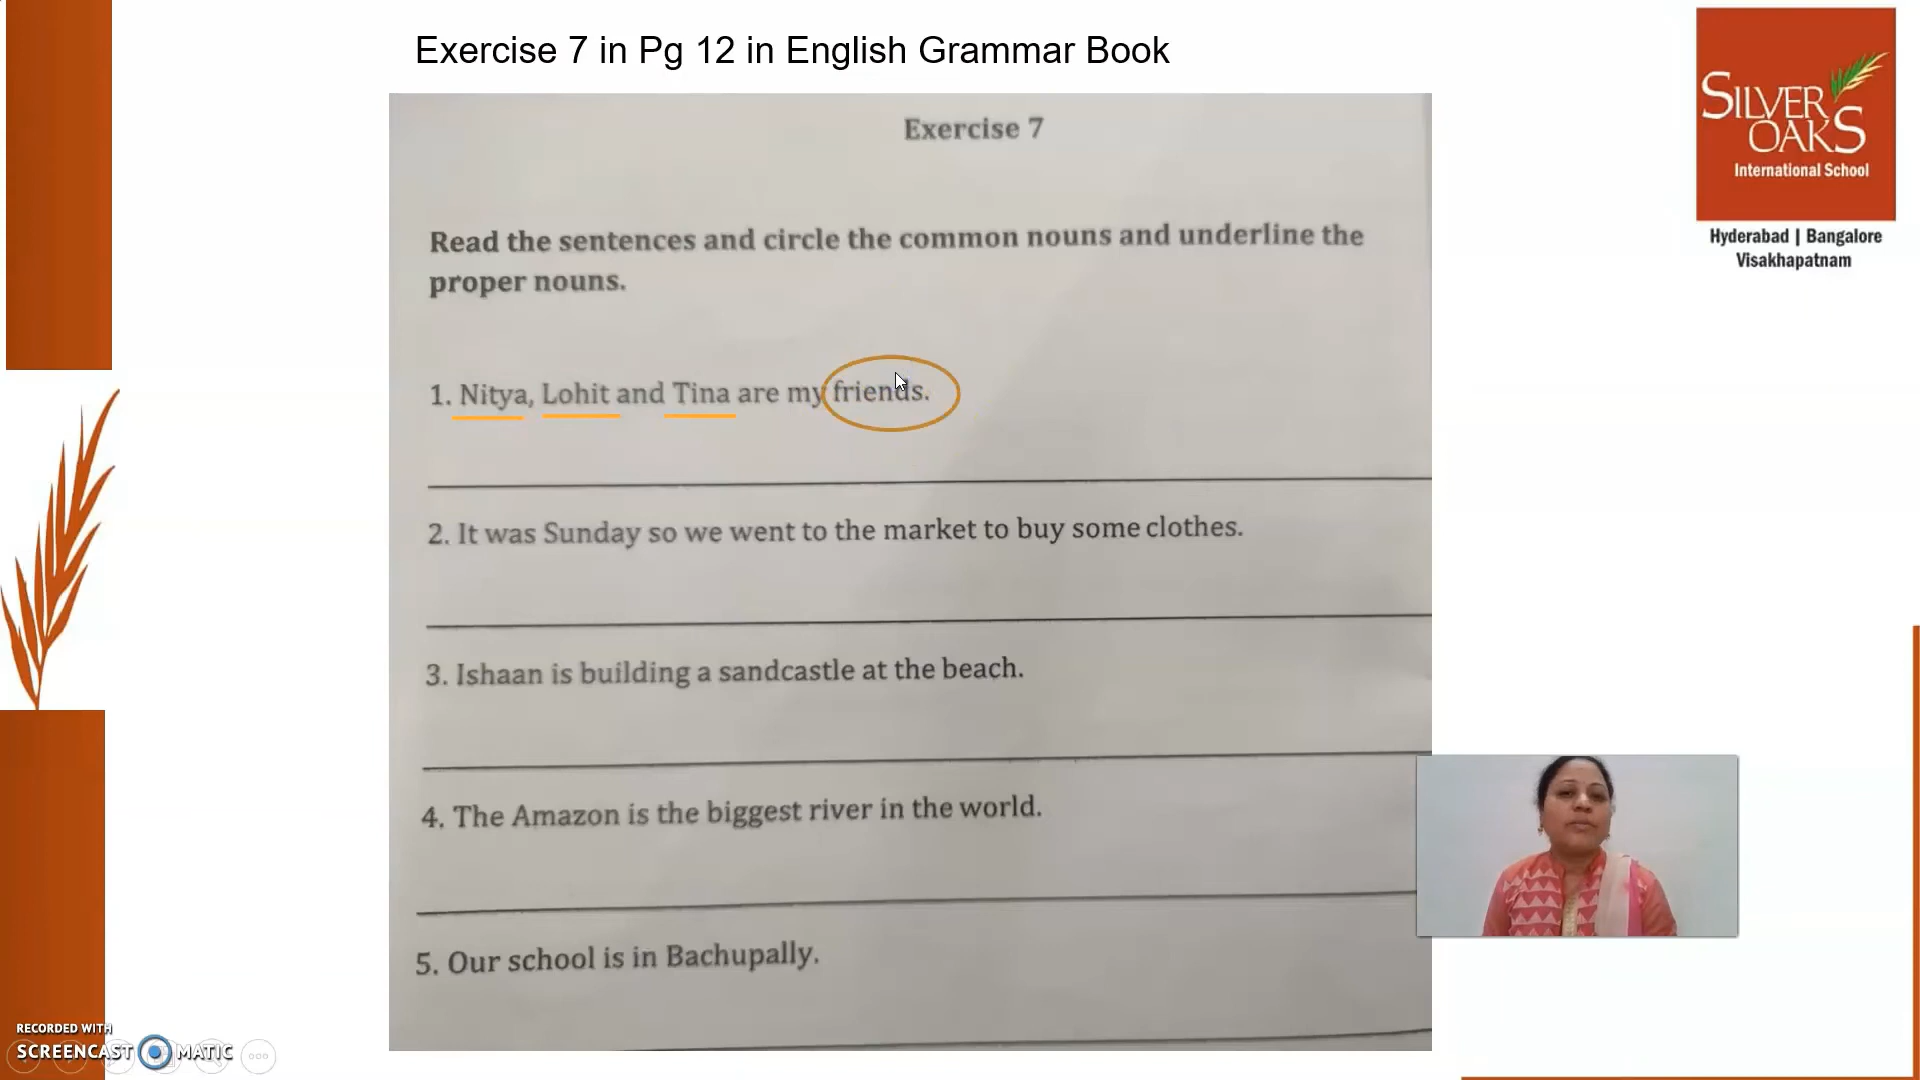 Exercise 7 in Pg 12 in English Grammar Book
SILVER
OAKS
International School
Hyderabad | Bangalore
Visakhapatnam
Exercise 7
Read the sentences and circle the common nouns and underline the
proper nouns.
1. Nitya, Lohit and Tina are my friends.
2. It was Sunday so we went to the market to buy some clothes.
3. Ishaan is building a sandcastle at the beach.
4. The Amazon is the biggest river in the world.
5. Our school is in Bachupally.
RECORDED WITH
SCREENCAST MATIC